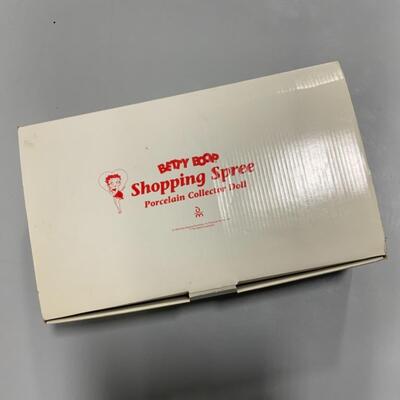 BETTY BOOP
Shopping Spree
Porcelain Collector Doll